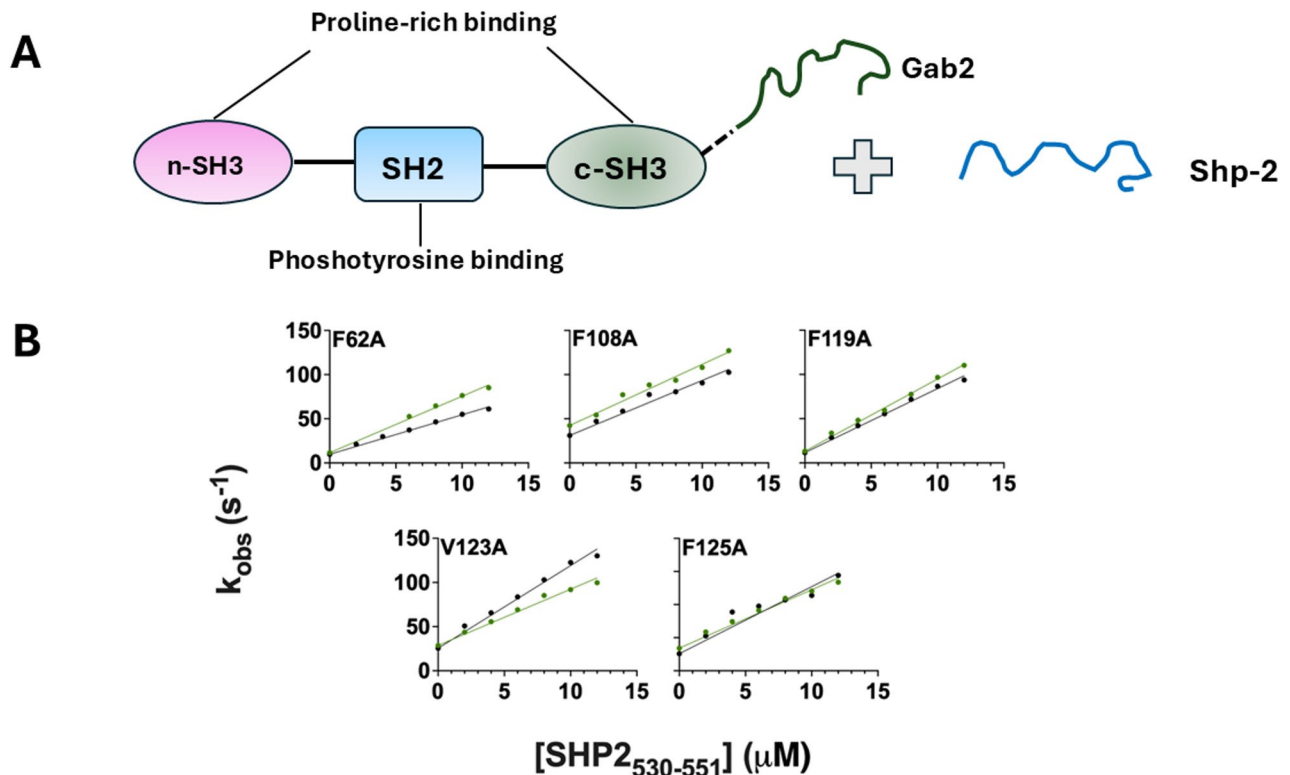 A
Proline-rich binding
Gab2
n-SH3
SH2
c-SH3
Shp-2
Phoshotyrosine binding
B
F62A
F108A
F119A
150
100
50
0
0 5 10 15
0 5 10 15
0 5 10 15
V123A
F125A
150
100
50
0
0 5 10 15
0 5 10 15
kobs (s-1)
[SHP2530-551] (μM)